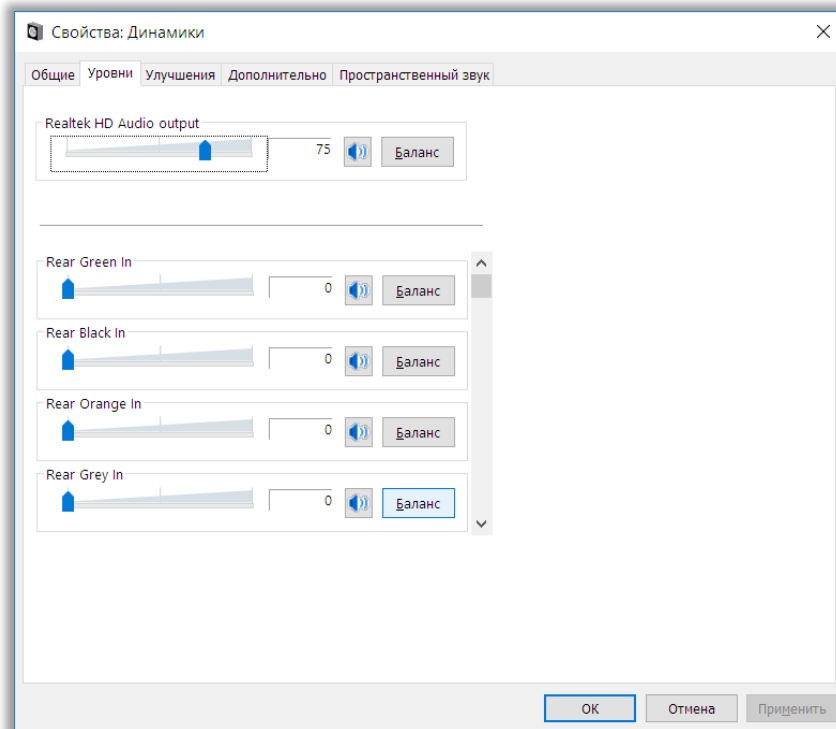 Свойства: Динамики
Общие Уровни Улучшения Дополнительно Пространственный звук
Realtek HD Audio output
75 Баланс
Rear Green In
0 Баланс
Rear Black In
0 Баланс
Rear Orange In
0 Баланс
Rear Grey In
0 Баланс
ОК Отмена Применить